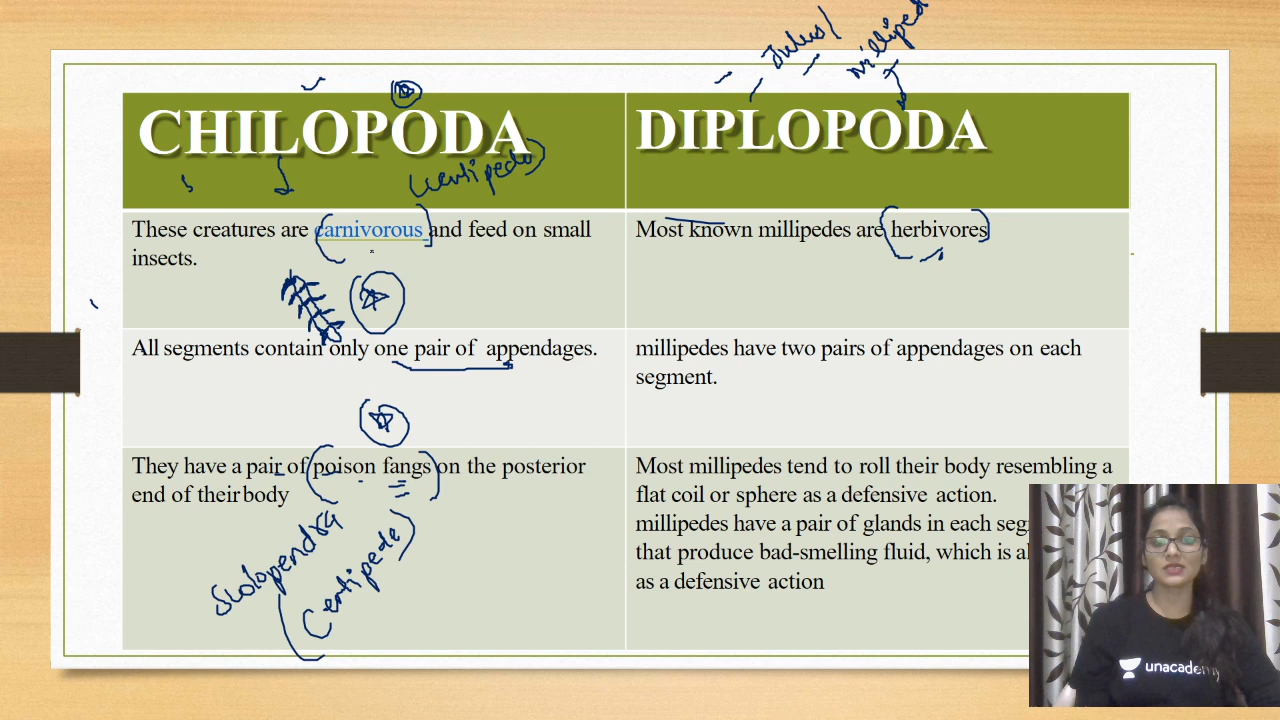 Julus
milliped
CHILOPODA
DIPLOPODA
(centipede)
These creatures are carnivorous and feed on small
insects.
Most known millipedes are herbivores
All segments contain only one pair of appendages.
millipedes have two pairs of appendages on each
segment.
They have a pair of poison fangs on the posterior
end of their body
Most millipedes tend to roll their body resembling a
flat coil or sphere as a defensive action.
millipedes have a pair of glands in each seg
that produce bad-smelling fluid, which is al
as a defensive action
Scolopendra
(Centipede)
unacademy